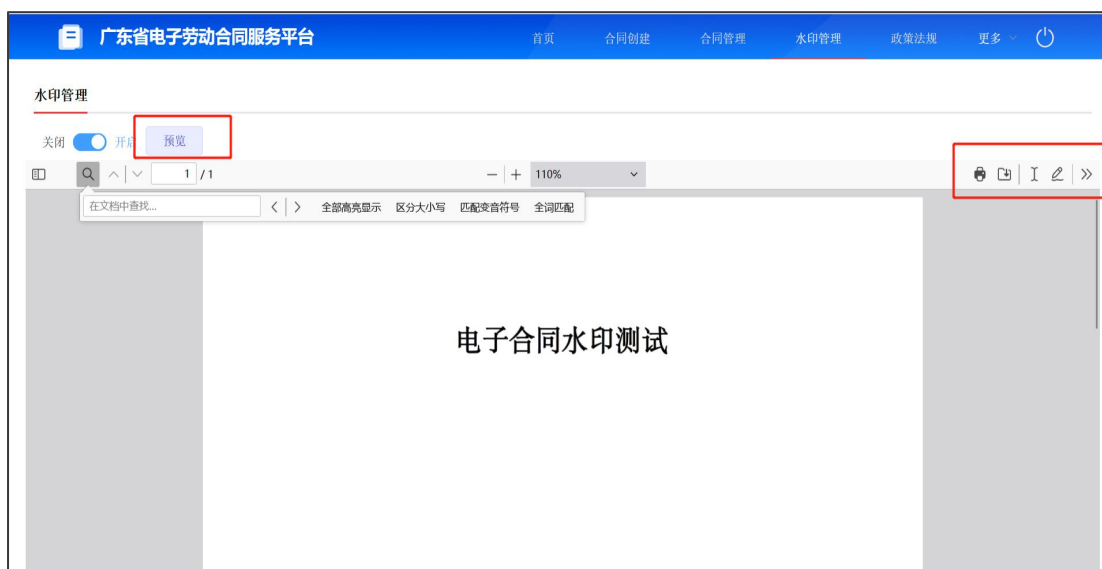 广东省电子劳动合同服务平台 首页 合同创建 合同管理 水印管理 政策法规 更多
水印管理
关闭 开启 预览
1 / 1 110%
在文档中查找... 全部高亮显示 区分大小写 匹配变音符号 全词匹配
电子合同水印测试